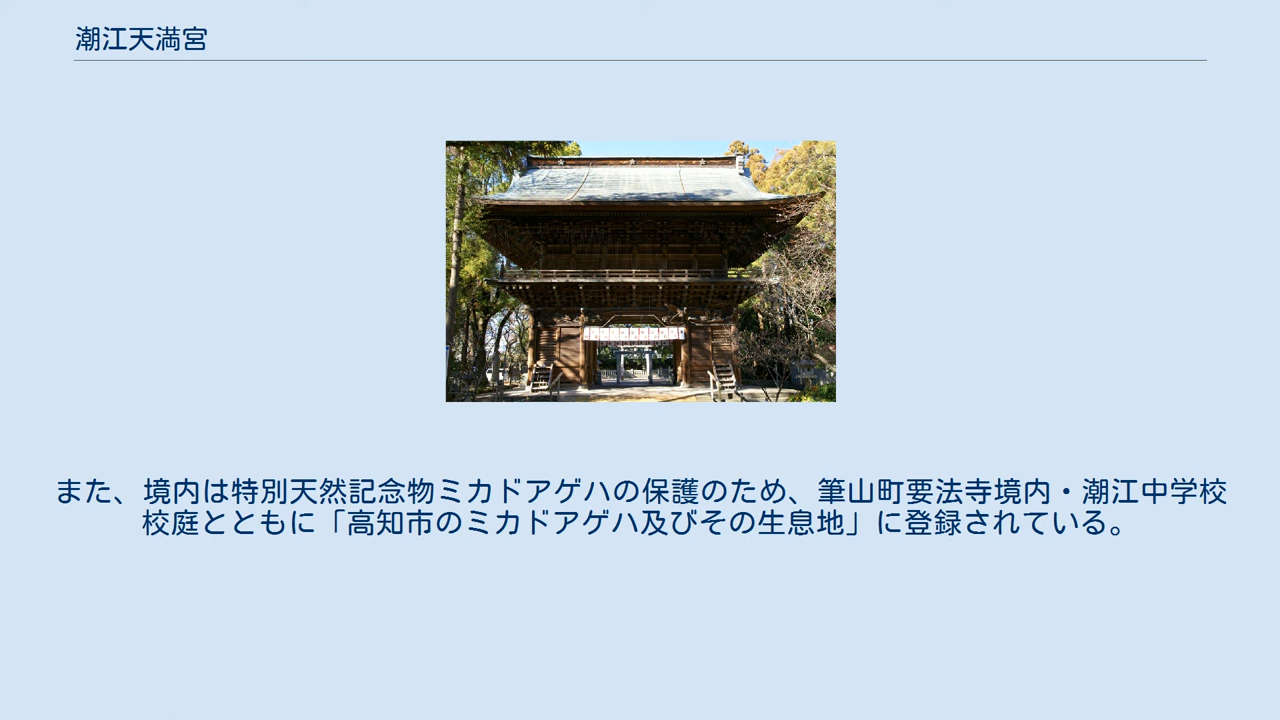 潮江天満宮
また、境内は特別天然記念物ミカドアゲハの保護のため、筆山町要法寺境内・潮江中学校
校庭とともに「高知市のミカドアゲハ及びその生息地」に登録されている。